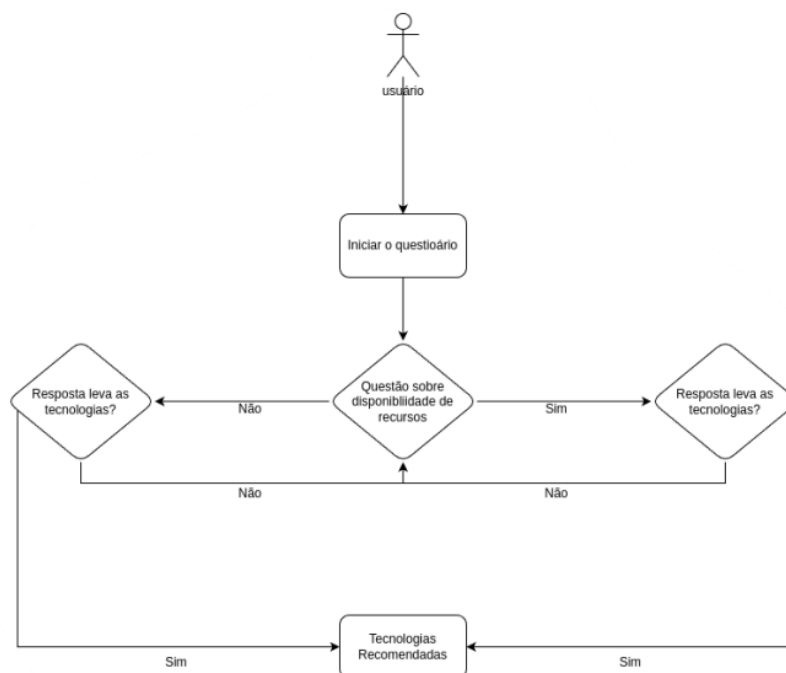 usuário
Iniciar o questioário
Resposta leva as
tecnologias?
Não
Questão sobre
disponibliidade de
recursos
Sim
Resposta leva as
tecnologias?
Não
Não
Sim
Tecnologias
Recomendadas
Sim